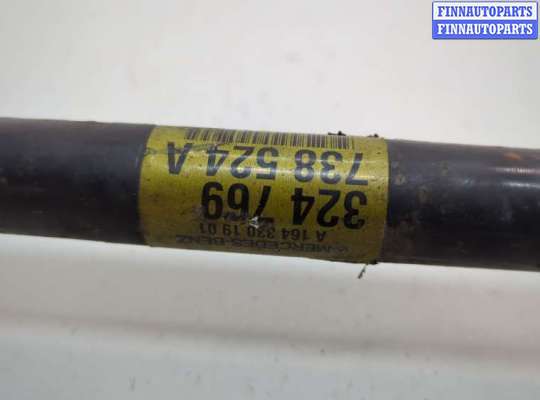 FINNAUTOPARTS
FINNAUTOPARTS
A 164 330 19 01
MERCEDES-BENZ
324 769
738 524 A